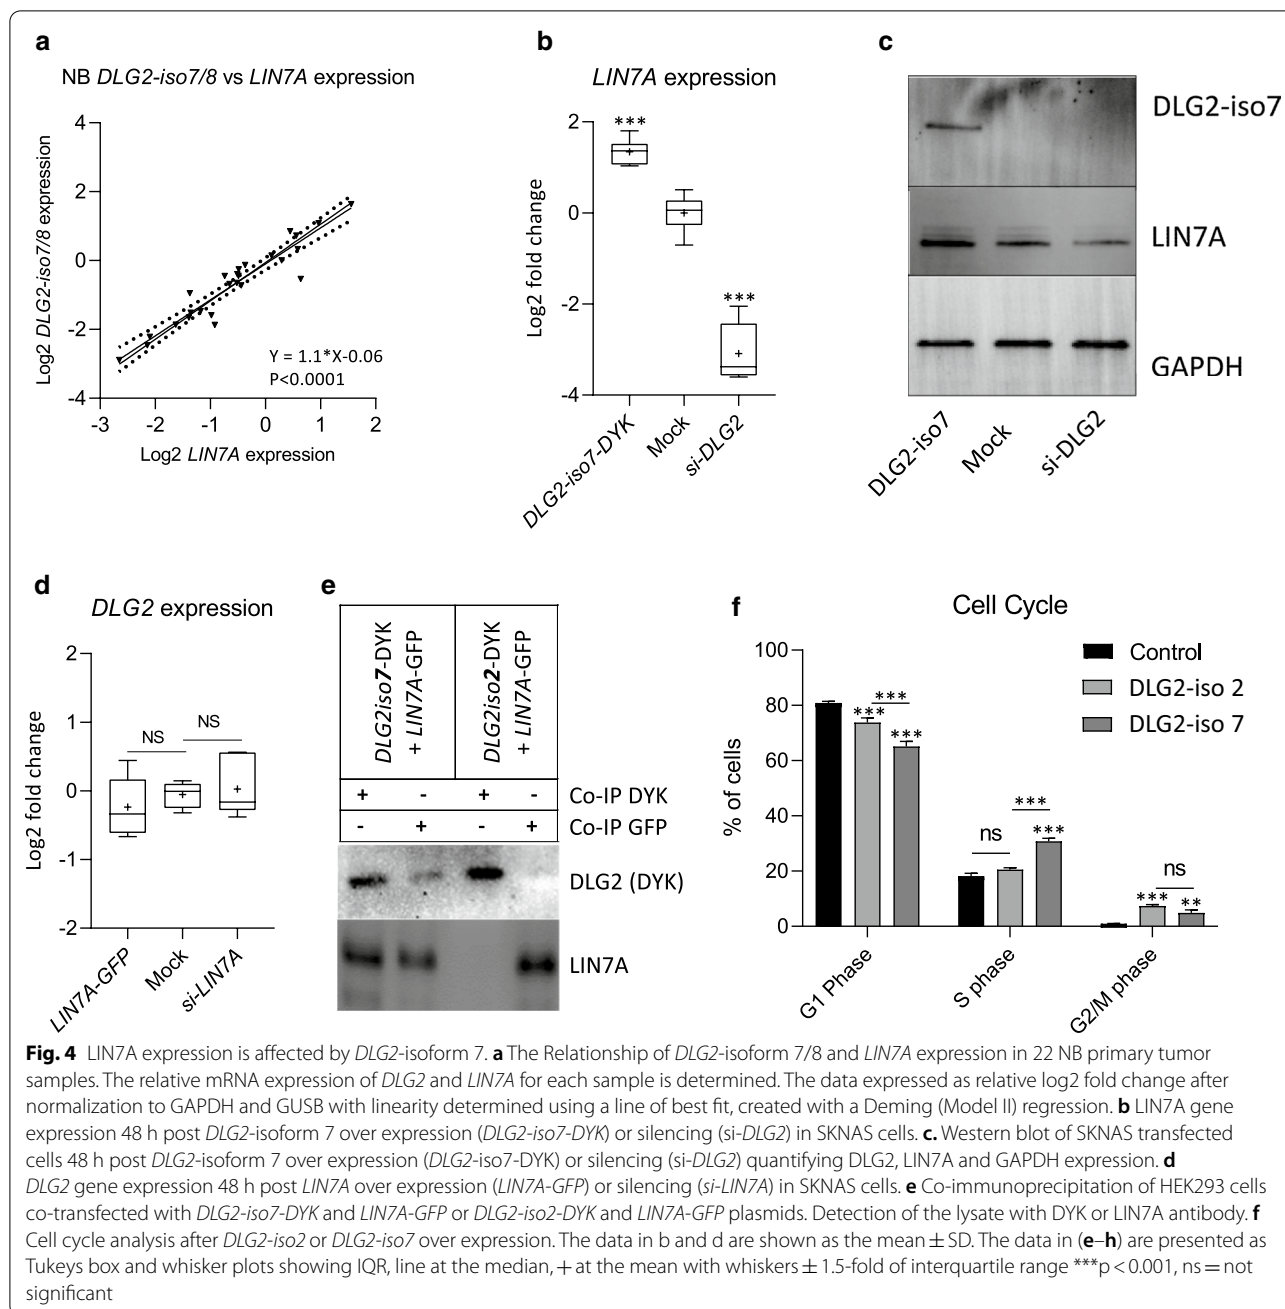 a
NB DLG2-iso7/8 vs LIN7A expression
Log2 DLG2-iso7/8 expression
4
2
0
-2
-4
Y = 1.1*X-0.06
P<0.0001
-3 -2 -1 0 1 2
Log2 LIN7A expression
b
LIN7A expression
Log2 fold change
2
0
-2
-4
***
***
DLG2-iso7-DYK Mock si-DLG2
c
DLG2-iso7
LIN7A
GAPDH
DLG2-iso7 Mock si-DLG2
d
DLG2 expression
Log2 fold change
2
1
0
-1
-2
NS NS
LIN7A-GFP Mock si-LIN7A
e
DLG2iso7-DYK
+ LIN7A-GFP
DLG2iso2-DYK
+ LIN7A-GFP
+ - + - Co-IP DYK
- + - + Co-IP GFP
DLG2 (DYK)
LIN7A
f
Cell Cycle
Control
DLG2-iso 2
DLG2-iso 7
% of cells
100
80
60
40
20
0
***
*** ***
ns
***
***
ns
*** **
G1 Phase S phase G2/M phase
Fig. 4 LIN7A expression is affected by DLG2-isoform 7. a The Relationship of DLG2-isoform 7/8 and LIN7A expression in 22 NB primary tumor
samples. The relative mRNA expression of DLG2 and LIN7A for each sample is determined. The data expressed as relative log2 fold change after
normalization to GAPDH and GUSB with linearity determined using a line of best fit, created with a Deming (Model II) regression. b LIN7A gene
expression 48 h post DLG2-isoform 7 over expression (DLG2-iso7-DYK) or silencing (si-DLG2) in SKNAS cells. c. Western blot of SKNAS transfected
cells 48 h post DLG2-isoform 7 over expression (DLG2-iso7-DYK) or silencing (si-DLG2) quantifying DLG2, LIN7A and GAPDH expression. d
DLG2 gene expression 48 h post LIN7A over expression (LIN7A-GFP) or silencing (si-LIN7A) in SKNAS cells. e Co-immunoprecipitation of HEK293 cells
co-transfected with DLG2-iso7-DYK and LIN7A-GFP or DLG2-iso2-DYK and LIN7A-GFP plasmids. Detection of the lysate with DYK or LIN7A antibody. f
Cell cycle analysis after DLG2-iso2 or DLG2-iso7 over expression. The data in b and d are shown as the mean ± SD. The data in (e–h) are presented as
Tukeys box and whisker plots showing IQR, line at the median, + at the mean with whiskers ± 1.5-fold of interquartile range ***p < 0.001, ns = not
significant